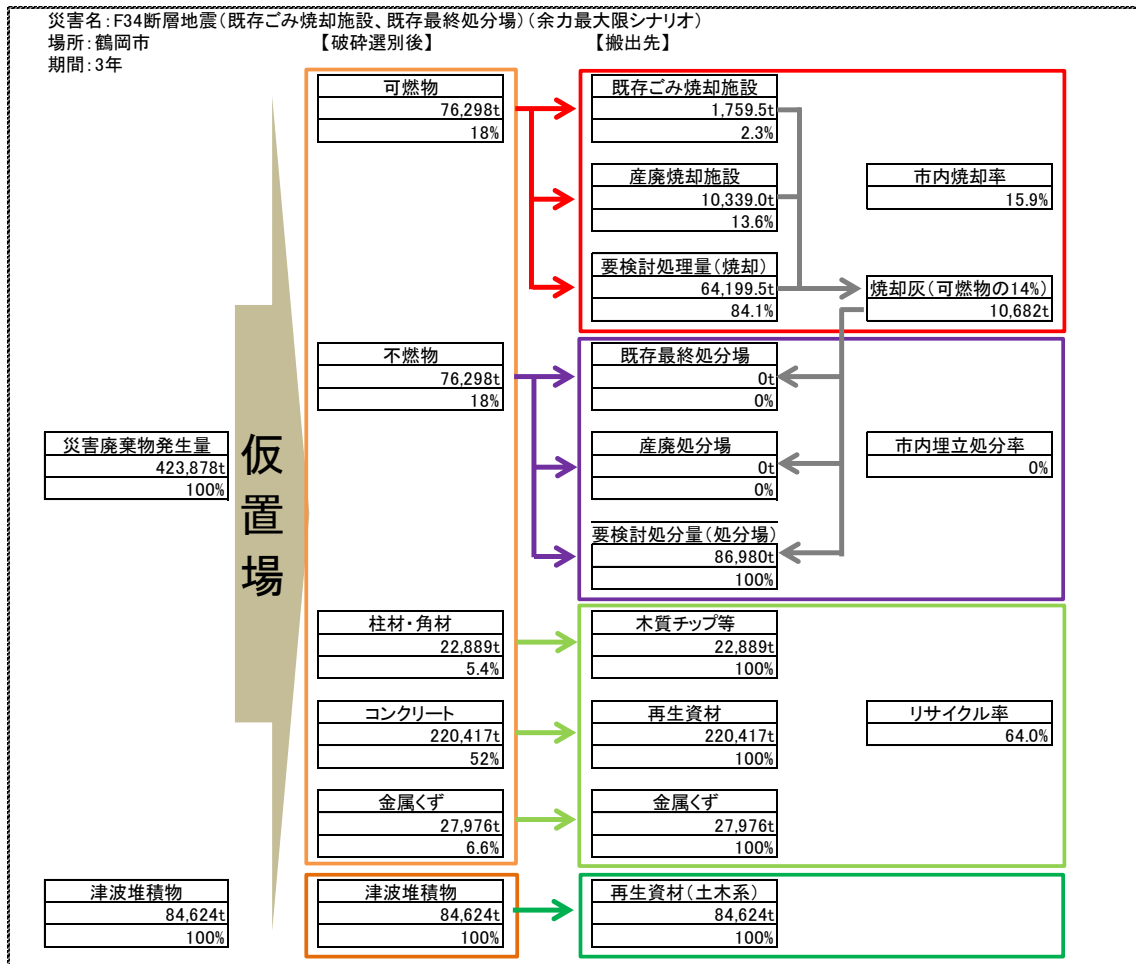 災害名：F34断層地震（既存ごみ焼却施設、既存最終処分場）（余力最大限シナリオ）
場所：鶴岡市
【破砕選別後】
【搬出先】
期間：3年
可燃物
76,298t
18%
既存ごみ焼却施設
1,759.5t
2.3%
産廃焼却施設
10,339.0t
13.6%
市内焼却率
15.9%
要検討処理量（焼却）
64,199.5t
84.1%
焼却灰（可燃物の14%）
10,682t
不燃物
76,298t
18%
既存最終処分場
0t
0%
災害廃棄物発生量
423,878t
100%
仮置場
産廃処分場
0t
0%
市内埋立処分率
0%
要検討処分量（処分場）
86,980t
100%
柱材・角材
22,889t
5.4%
木質チップ等
22,889t
100%
コンクリート
220,417t
52%
再生資材
220,417t
100%
リサイクル率
64.0%
金属くず
27,976t
6.6%
金属くず
27,976t
100%
津波堆積物
84,624t
100%
津波堆積物
84,624t
100%
再生資材（土木系）
84,624t
100%